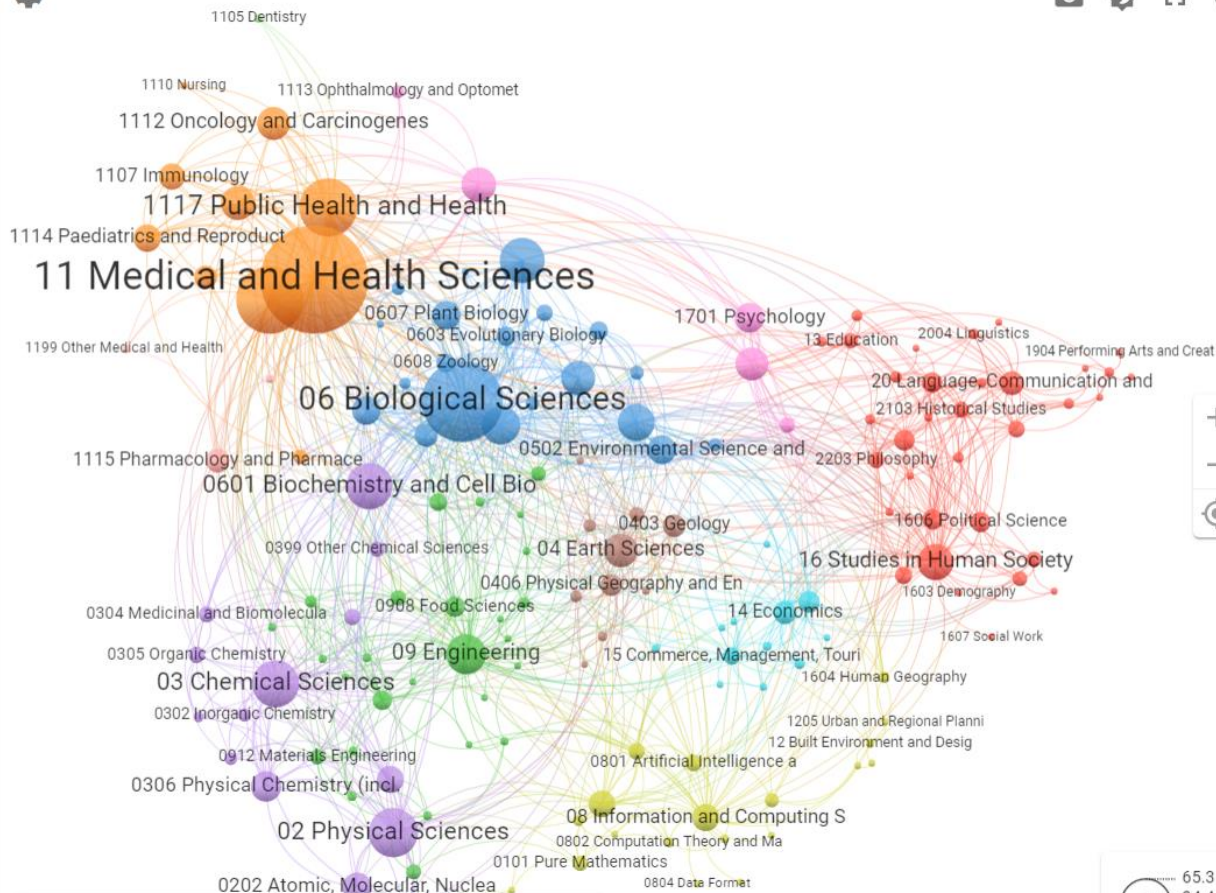 1105 Dentistry
1110 Nursing
1113 Ophthalmology and Optomet
1112 Oncology and Carcinogenes
1107 Immunology
1117 Public Health and Health
1114 Paediatrics and Reproduct
11 Medical and Health Sciences
0607 Plant Biology
1701 Psychology
0603 Evolutionary Biology
13 Education
2004 Linguistics
1199 Other Medical and Health
1904 Performing Arts and Creat
0608 Zoology
20 Language, Communication and
06 Biological Sciences
2103 Historical Studies
0502 Environmental Science and
1115 Pharmacology and Pharmace
2203 Philosophy
0601 Biochemistry and Cell Bio
0403 Geology
1606 Political Science
0399 Other Chemical Sciences
04 Earth Sciences
16 Studies in Human Society
0406 Physical Geography and En
1603 Demography
0304 Medicinal and Biomolecula
0908 Food Sciences
14 Economics
1607 Social Work
0305 Organic Chemistry
09 Engineering
15 Commerce, Management, Touri
1604 Human Geography
03 Chemical Sciences
0302 Inorganic Chemistry
1205 Urban and Regional Planni
12 Built Environment and Desig
0912 Materials Engineering
0801 Artificial Intelligence a
0306 Physical Chemistry (incl.
08 Information and Computing S
02 Physical Sciences
0802 Computation Theory and Ma
0101 Pure Mathematics
0202 Atomic, Molecular, Nuclea
0804 Data Format
65.3